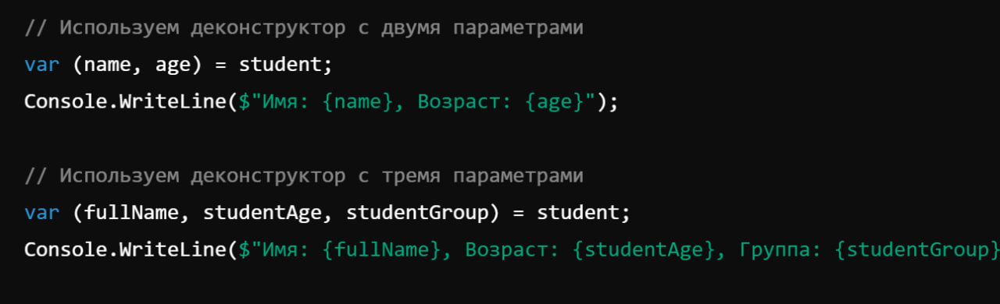 // Используем деконструктор с двумя параметрами
var (name, age) = student;
Console.WriteLine($"Имя: {name}, Возраст: {age}");
// Используем деконструктор с тремя параметрами
var (fullName, studentAge, studentGroup) = student;
Console.WriteLine($"Имя: {fullName}, Возраст: {studentAge}, Группа: {studentGroup}